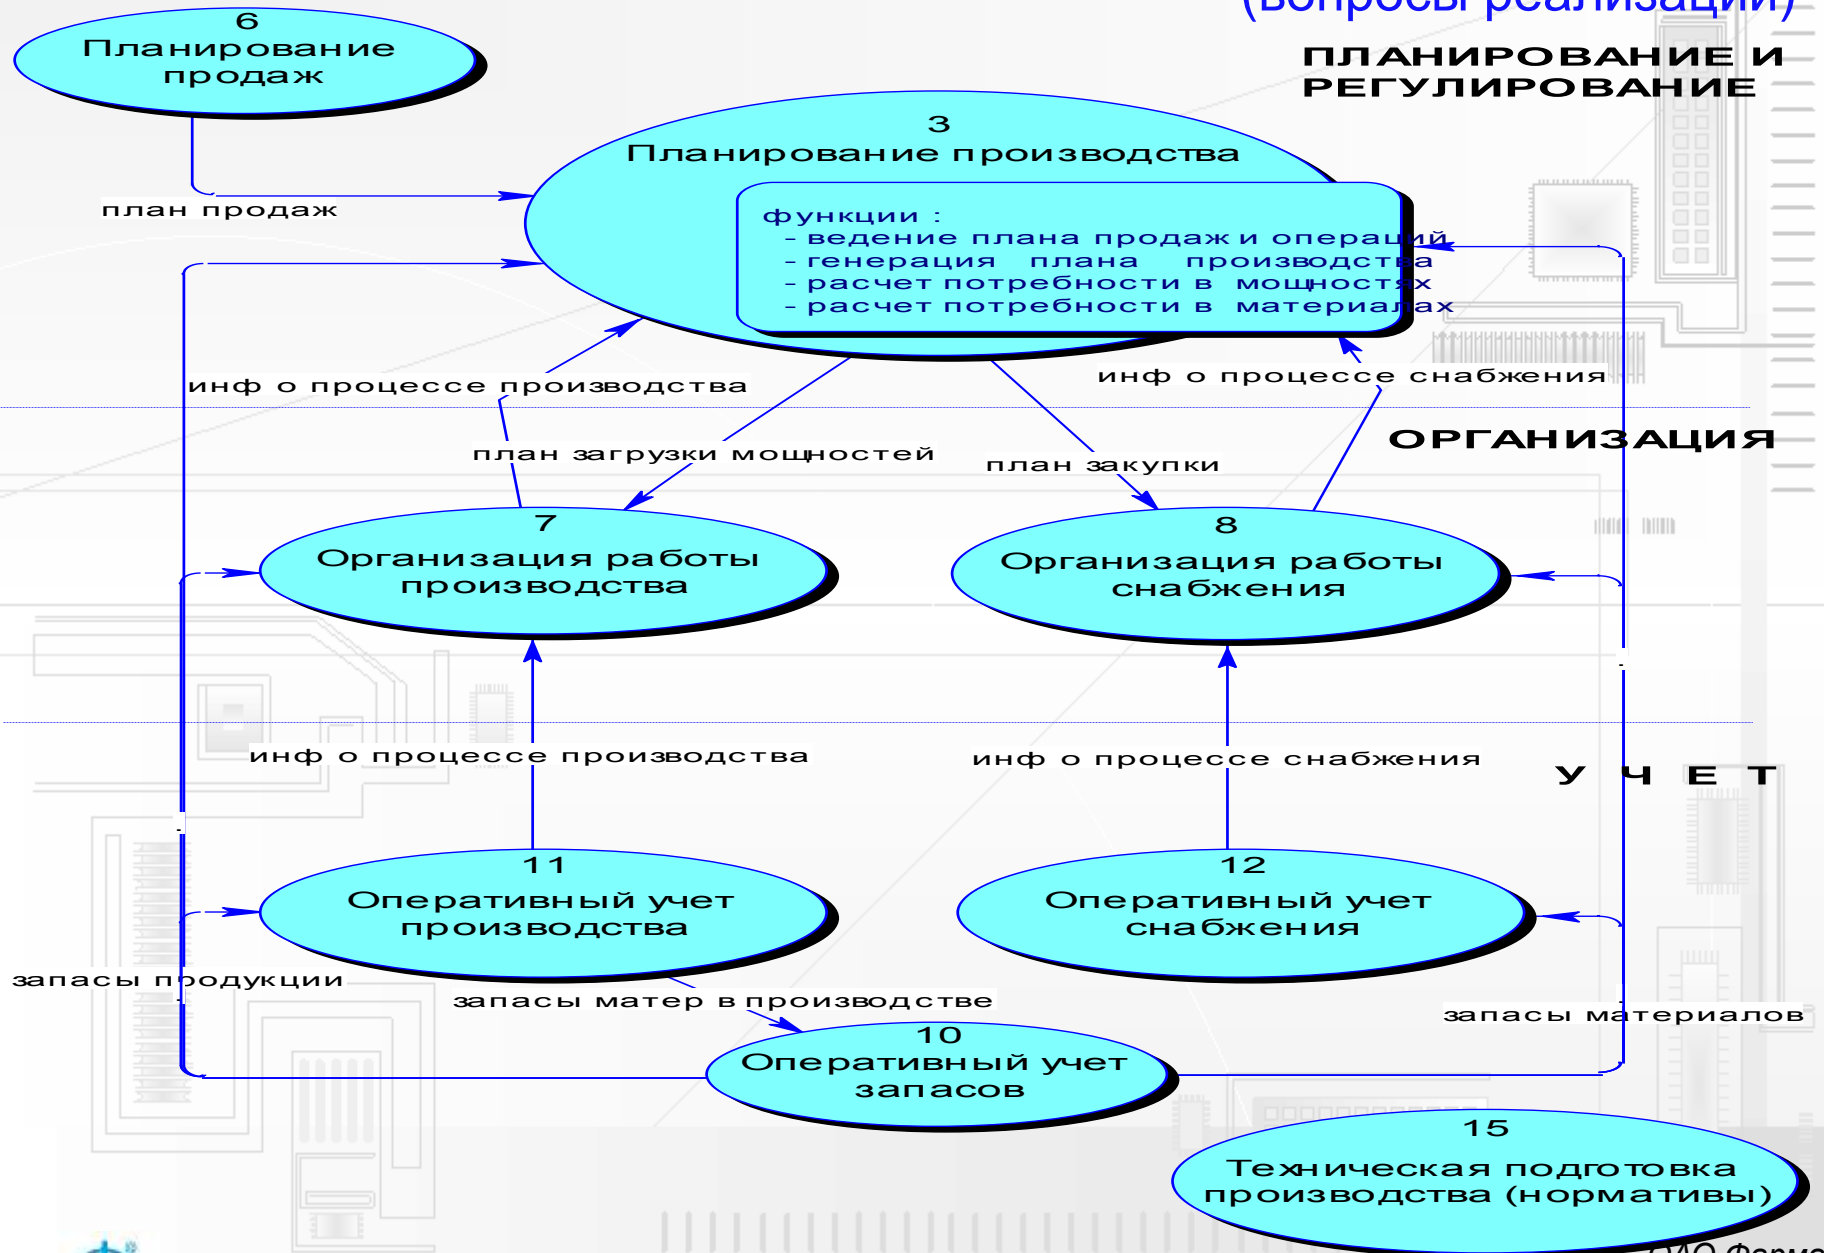 (вопросы реализации)
6
Планирование
продаж
ПЛАНИРОВАНИЕ И
РЕГУЛИРОВАНИЕ
3
Планирование производства
план продаж
функции :
- ведение плана продаж и операций
- генерация плана производства
- расчет потребности в мощностях
- расчет потребности в материалах
инф о процессе производства
инф о процессе снабжения
ОРГАНИЗАЦИЯ
план загрузки мощностей
план закупки
7
Организация работы
производства
8
Организация работы
снабжения
инф о процессе производства
инф о процессе снабжения
У Ч Е Т
11
Оперативный учет
производства
12
Оперативный учет
снабжения
запасы продукции
запасы матер в производстве
запасы материалов
10
Оперативный учет
запасов
15
Техническая подготовка
производства (нормативы)